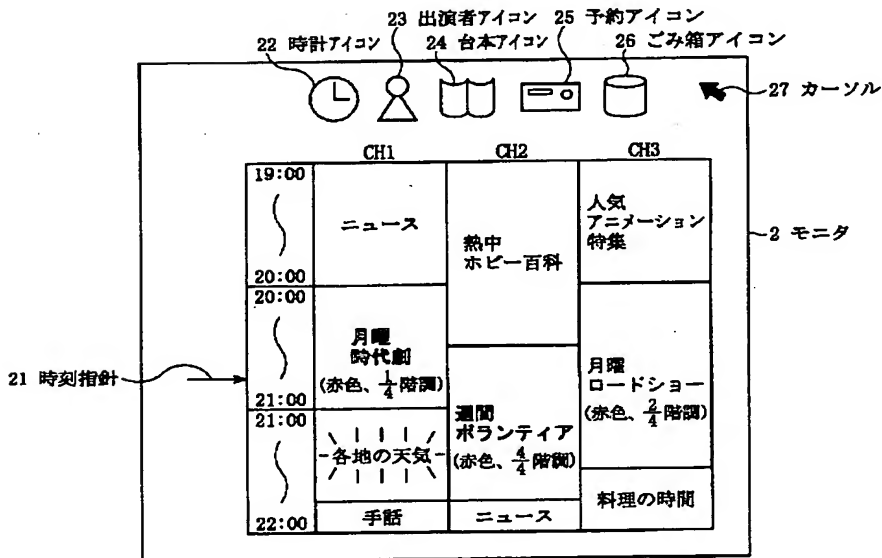 23 出演者アイコン
25 予約アイコン
22 時計アイコン
24 台本アイコン
26 ごみ箱アイコン
27 カーソル
CH1
CH2
CH3
19:00
20:00
ニュース
熱中
ホビー百科
人気
アニメーション
特集
2 モニタ
20:00
21:00
月曜
時代劇
(赤色、1/4階調)
21 時刻指針
月曜
ロードショー
(赤色、2/4階調)
21:00
22:00
各地の天気
週間
ボランティア
(赤色、4/4階調)
料理の時間
手話
ニュース